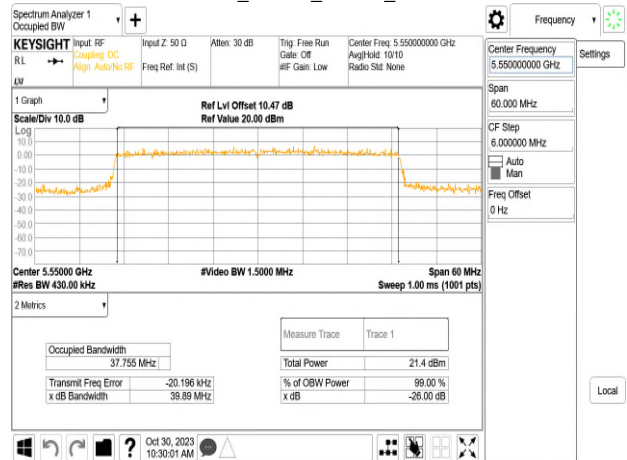 Spectrum Analyzer 1
Occupied BW
Frequency
KEYSIGHT
Input: RF
Coupling: DC
Align: Auto/No RF
Input Z: 50 Ω
Freq Ref: Int (S)
Atten: 30 dB
Trig: Free Run
Gate: Off
#IF Gain: Low
Center Freq: 5.550000000 GHz
Avg|Hold: 10/10
Radio Std: None
R L
LXI
1 Graph
Scale/Div 10.0 dB
Ref Lvl Offset 10.47 dB
Ref Value 20.00 dBm
Log
10.0
0.00
-10.0
-20.0
-30.0
-40.0
-50.0
-60.0
-70.0
Center 5.55000 GHz
#Video BW 1.5000 MHz
Span 60 MHz
#Res BW 430.00 kHz
Sweep 1.00 ms (1001 pts)
2 Metrics
Measure Trace
Trace 1
Occupied Bandwidth
37.755 MHz
Total Power
21.4 dBm
Transmit Freq Error
-20.196 kHz
% of OBW Power
99.00 %
x dB Bandwidth
39.89 MHz
x dB
-26.00 dB
Center Frequency
5.550000000 GHz
Settings
Span
60.000 MHz
CF Step
6.000000 MHz
Auto
Man
Freq Offset
0 Hz
Local
Oct 30, 2023
10:30:01 AM